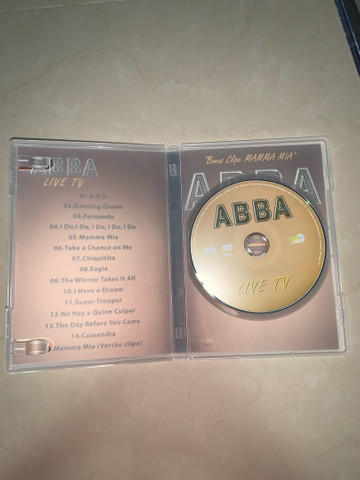 ABBA
LIVE TV
01.S.O.S.
02.Dancing Queen
03.Fernando
04.I Do, I Do, I Do, I Do, I Do
05.Mamma Mia
06.Take a Chance on Me
07.Chiquitita
08.Eagle
09.The Winner Takes It All
10.I Have a Dream
11.Super Trouper
12.No Hay a Quien Culpar
13.The Day Before You Came
14.Cassandra
Mamma Mia (Versão clipe)
"Bonus Clipe MAMMA MIA"
ABBA
ABBA
LIVE TV